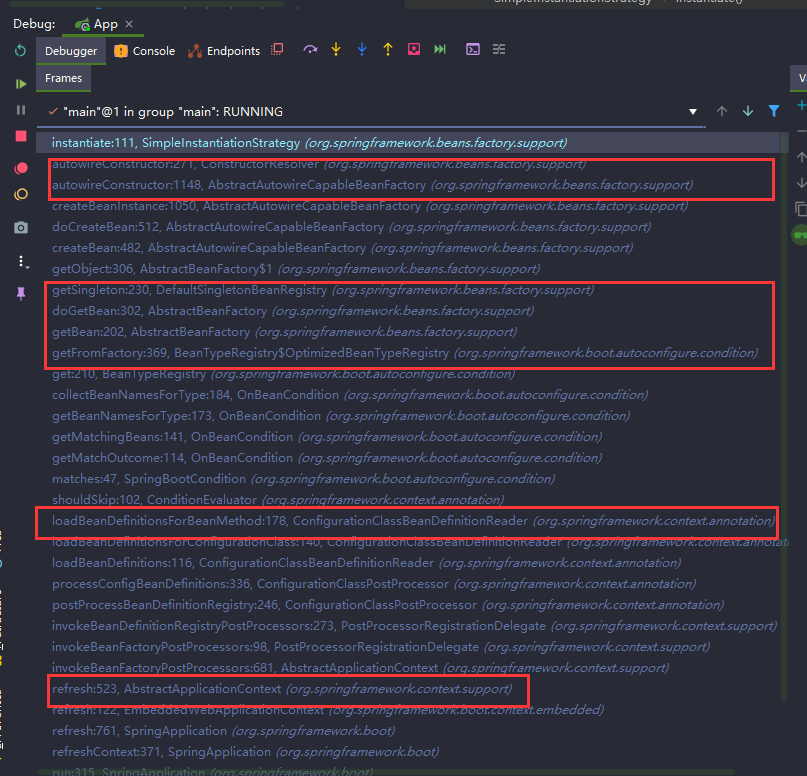 Debug: App ×
Debugger Console Endpoints
Frames
"main"@1 in group "main": RUNNING
instantiate:111, SimpleInstantiationStrategy (org.springframework.beans.factory.support)
autowireConstructor:271, ConstructorResolver (org.springframework.beans.factory.support)
autowireConstructor:1148, AbstractAutowireCapableBeanFactory (org.springframework.beans.factory.support)
createBeanInstance:1050, AbstractAutowireCapableBeanFactory (org.springframework.beans.factory.support)
doCreateBean:512, AbstractAutowireCapableBeanFactory (org.springframework.beans.factory.support)
createBean:482, AbstractAutowireCapableBeanFactory (org.springframework.beans.factory.support)
getObject:306, AbstractBeanFactory$1 (org.springframework.beans.factory.support)
getSingleton:230, DefaultSingletonBeanRegistry (org.springframework.beans.factory.support)
doGetBean:302, AbstractBeanFactory (org.springframework.beans.factory.support)
getBean:202, AbstractBeanFactory (org.springframework.beans.factory.support)
getFromFactory:369, BeanTypeRegistry$OptimizedBeanTypeRegistry (org.springframework.boot.autoconfigure.condition)
get:210, BeanTypeRegistry (org.springframework.boot.autoconfigure.condition)
collectBeanNamesForType:184, OnBeanCondition (org.springframework.boot.autoconfigure.condition)
getBeanNamesForType:173, OnBeanCondition (org.springframework.boot.autoconfigure.condition)
getMatchingBeans:141, OnBeanCondition (org.springframework.boot.autoconfigure.condition)
getMatchOutcome:114, OnBeanCondition (org.springframework.boot.autoconfigure.condition)
matches:47, SpringBootCondition (org.springframework.boot.autoconfigure.condition)
shouldSkip:102, ConditionEvaluator (org.springframework.context.annotation)
loadBeanDefinitionsForBeanMethod:178, ConfigurationClassBeanDefinitionReader (org.springframework.context.annotation)
loadBeanDefinitionsForConfigurationClass:140, ConfigurationClassBeanDefinitionReader (org.springframework.context.annotati
loadBeanDefinitions:116, ConfigurationClassBeanDefinitionReader (org.springframework.context.annotation)
processConfigBeanDefinitions:336, ConfigurationClassPostProcessor (org.springframework.context.annotation)
postProcessBeanDefinitionRegistry:246, ConfigurationClassPostProcessor (org.springframework.context.annotation)
invokeBeanDefinitionRegistryPostProcessors:273, PostProcessorRegistrationDelegate (org.springframework.context.support)
invokeBeanFactoryPostProcessors:98, PostProcessorRegistrationDelegate (org.springframework.context.support)
invokeBeanFactoryPostProcessors:681, AbstractApplicationContext (org.springframework.context.support)
refresh:523, AbstractApplicationContext (org.springframework.context.support)
refresh:122, EmbeddedWebApplicationContext (org.springframework.boot.context.embedded)
refresh:761, SpringApplication (org.springframework.boot)
refreshContext:371, SpringApplication (org.springframework.boot)
run:315, SpringApplication (org.springframework.boot)